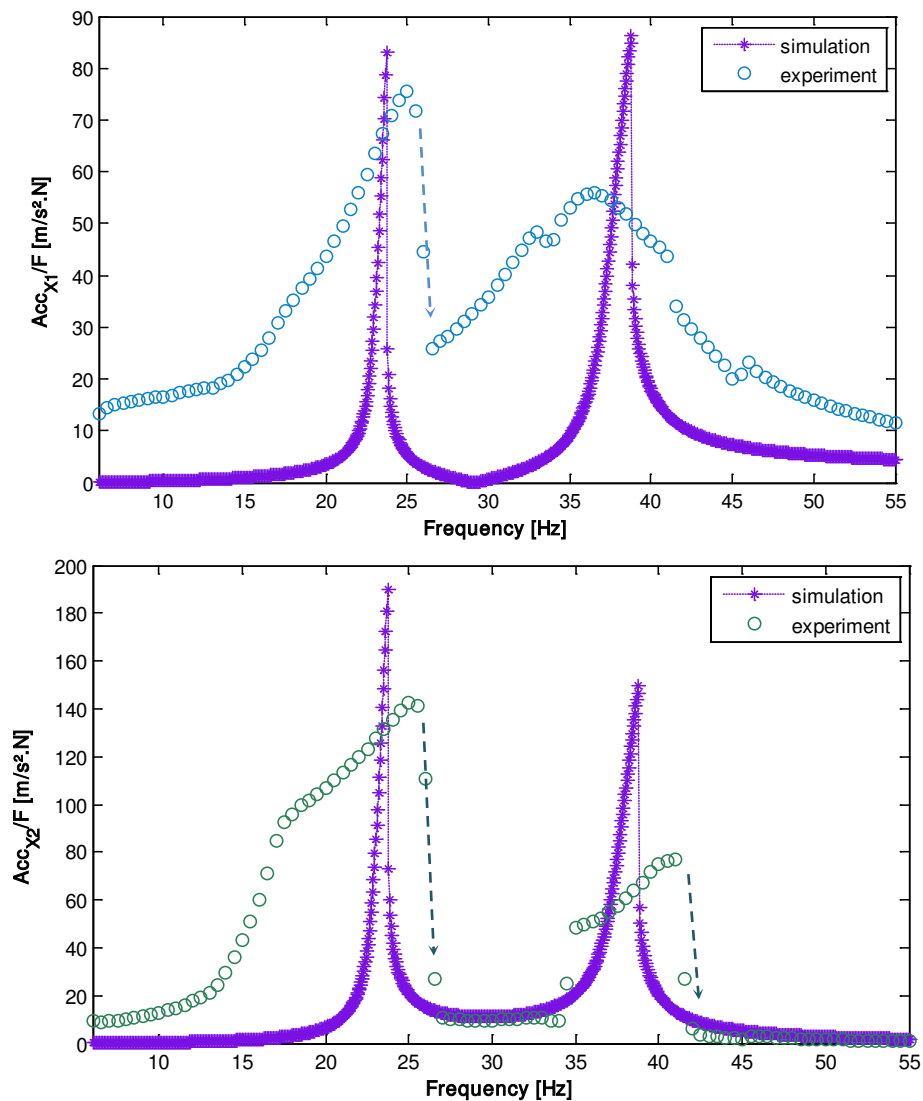 90
80
70
60
50
40
30
20
10
0
Acc_X1/F [m/s².N]
simulation
experiment
10 15 20 25 30 35 40 45 50 55
Frequency [Hz]
200
180
160
140
120
100
80
60
40
20
0
Acc_X2/F [m/s².N]
simulation
experiment
10 15 20 25 30 35 40 45 50 55
Frequency [Hz]